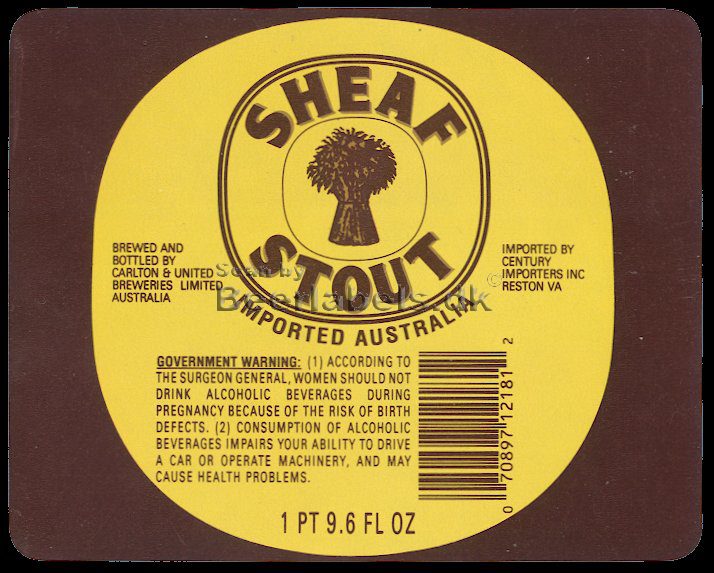 SHEAF
STOUT
IMPORTED AUSTRALIA
BREWED AND
BOTTLED BY
CARLTON & UNITED
BREWERIES LIMITED
AUSTRALIA
IMPORTED BY
CENTURY
IMPORTERS INC
RESTON VA
Scan by
Beerlabels.dk
©
GOVERNMENT WARNING: (1) ACCORDING TO
THE SURGEON GENERAL, WOMEN SHOULD NOT
DRINK ALCOHOLIC BEVERAGES DURING
PREGNANCY BECAUSE OF THE RISK OF BIRTH
DEFECTS. (2) CONSUMPTION OF ALCOHOLIC
BEVERAGES IMPAIRS YOUR ABILITY TO DRIVE
A CAR OR OPERATE MACHINERY, AND MAY
CAUSE HEALTH PROBLEMS.
0 70897 12181 2
1 PT 9.6 FL OZ